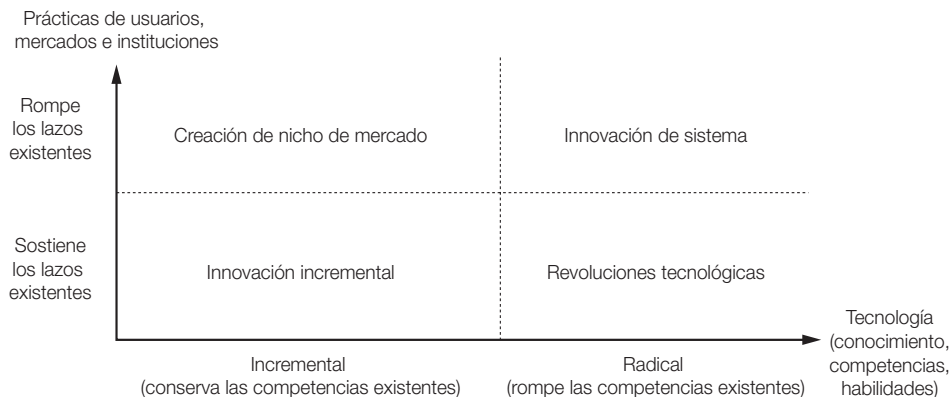 Prácticas de usuarios,
mercados e instituciones
Rompe
los lazos
existentes
Creación de nicho de mercado
Innovación de sistema
Sostiene
los lazos
existentes
Innovación incremental
Revoluciones tecnológicas
Incremental
(conserva las competencias existentes)
Radical
(rompe las competencias existentes)
Tecnología
(conocimiento,
competencias,
habilidades)